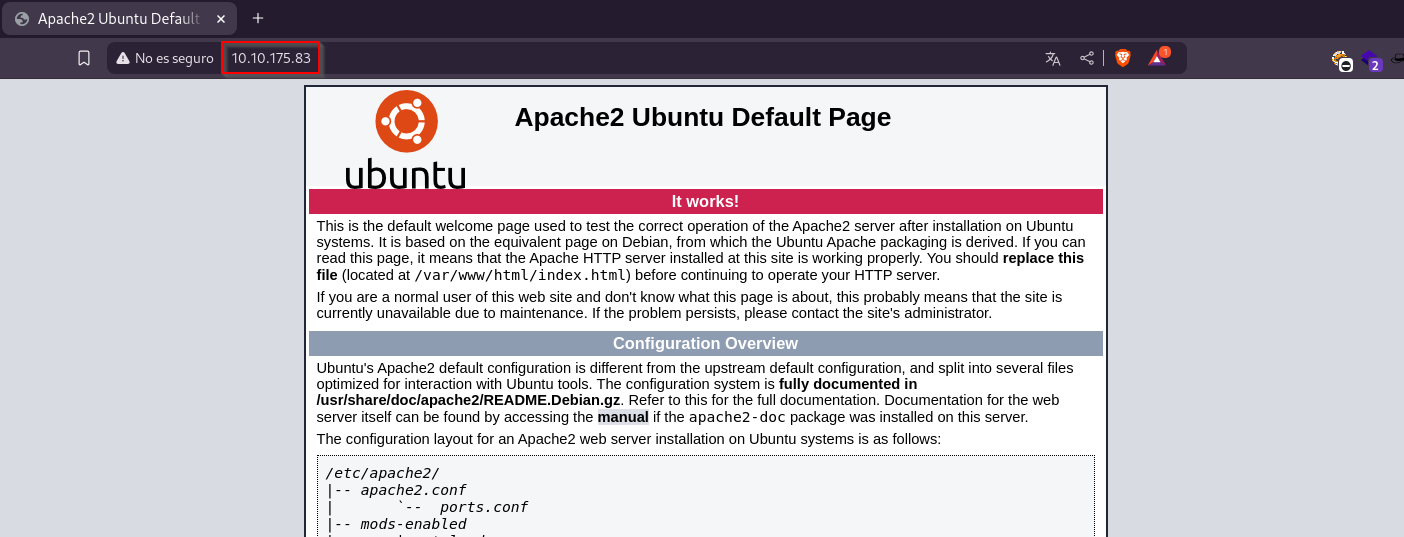 Apache2 Ubuntu Defaul
No es seguro
10.10.175.83
1
2
ubuntu
Apache2 Ubuntu Default Page
It works!
This is the default welcome page used to test the correct operation of the Apache2 server after installation on Ubuntu
systems. It is based on the equivalent page on Debian, from which the Ubuntu Apache packaging is derived. If you can
read this page, it means that the Apache HTTP server installed at this site is working properly. You should replace this
file (located at /var/www/html/index.html) before continuing to operate your HTTP server.
If you are a normal user of this web site and don't know what this page is about, this probably means that the site is
currently unavailable due to maintenance. If the problem persists, please contact the site's administrator.
Configuration Overview
Ubuntu's Apache2 default configuration is different from the upstream default configuration, and split into several files
optimized for interaction with Ubuntu tools. The configuration system is fully documented in
/usr/share/doc/apache2/README.Debian.gz. Refer to this for the full documentation. Documentation for the web
server itself can be found by accessing the manual if the apache2-doc package was installed on this server.
The configuration layout for an Apache2 web server installation on Ubuntu systems is as follows:
/etc/apache2/
|-- apache2.conf
|       `--  ports.conf
|-- mods-enabled